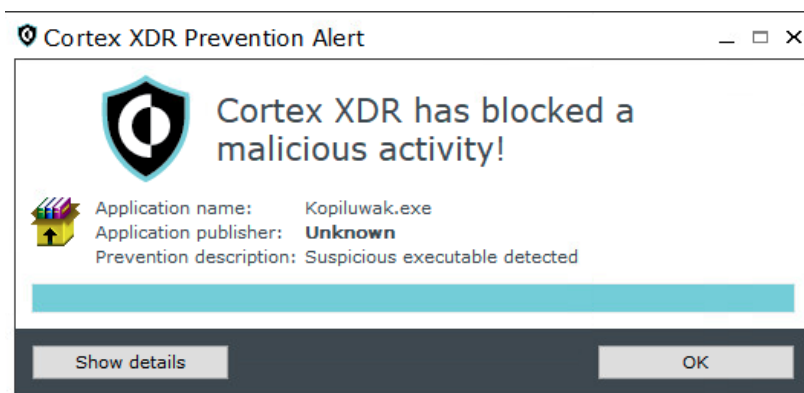 Cortex XDR Prevention Alert
Cortex XDR has blocked a
malicious activity!
Application name: Kopiluwak.exe
Application publisher: Unknown
Prevention description: Suspicious executable detected
Show details OK